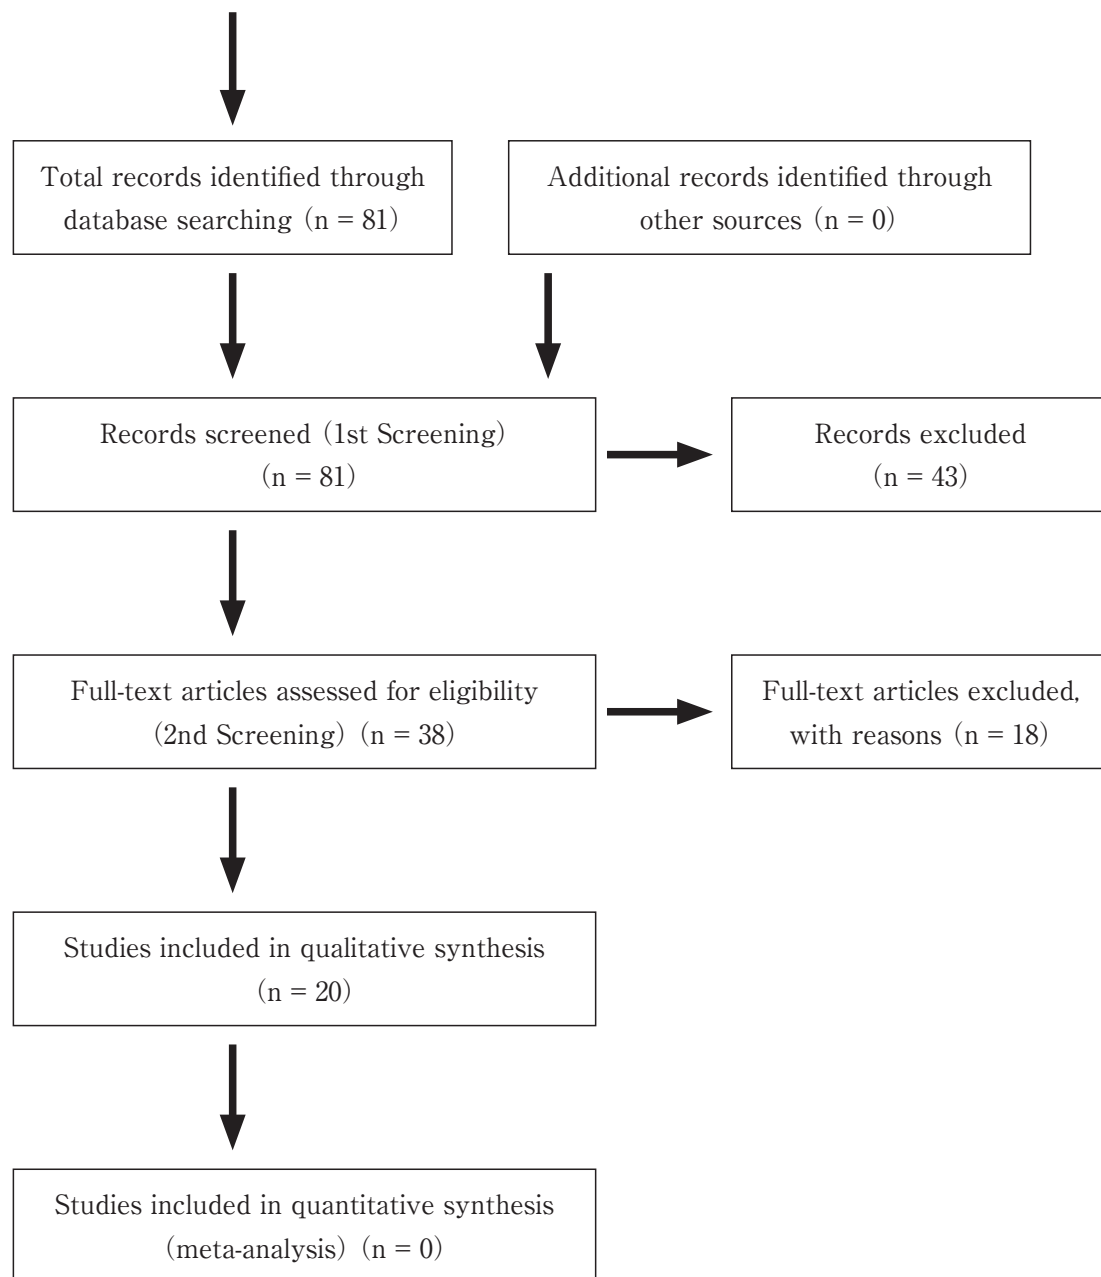 Total records identified through
database searching (n = 81)
Additional records identified through
other sources (n = 0)
Records screened (1st Screening)
(n = 81)
Records excluded
(n = 43)
Full-text articles assessed for eligibility
(2nd Screening) (n = 38)
Full-text articles excluded,
with reasons (n = 18)
Studies included in qualitative synthesis
(n = 20)
Studies included in quantitative synthesis
(meta-analysis) (n = 0)